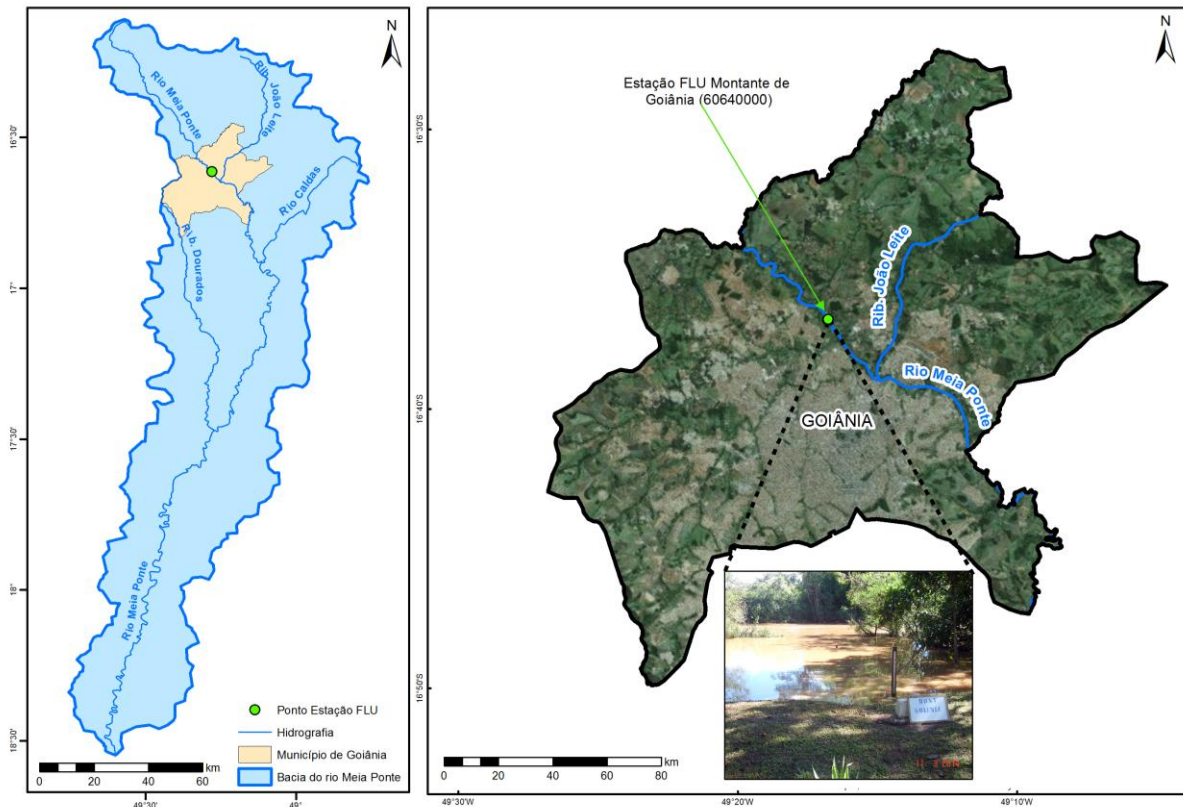 N
Rio Meia Ponte
Rib. João Leite
Rio Caldas
Rib. Dourados
Rio Meia Ponte
16°30'
17°
17°30'
18°
18°30'
49°30'
49°
Ponto Estação FLU
Hidrografia
Município de Goiânia
Bacia do rio Meia Ponte
0 20 40 60
km
N
Estação FLU Montante de
Goiânia (60640000)
Rib. João Leite
Rio Meia Ponte
GOIÂNIA
16°30'S
16°40'S
16°50'S
49°30'W
49°20'W
49°10'W
0 20 40 60 80
km